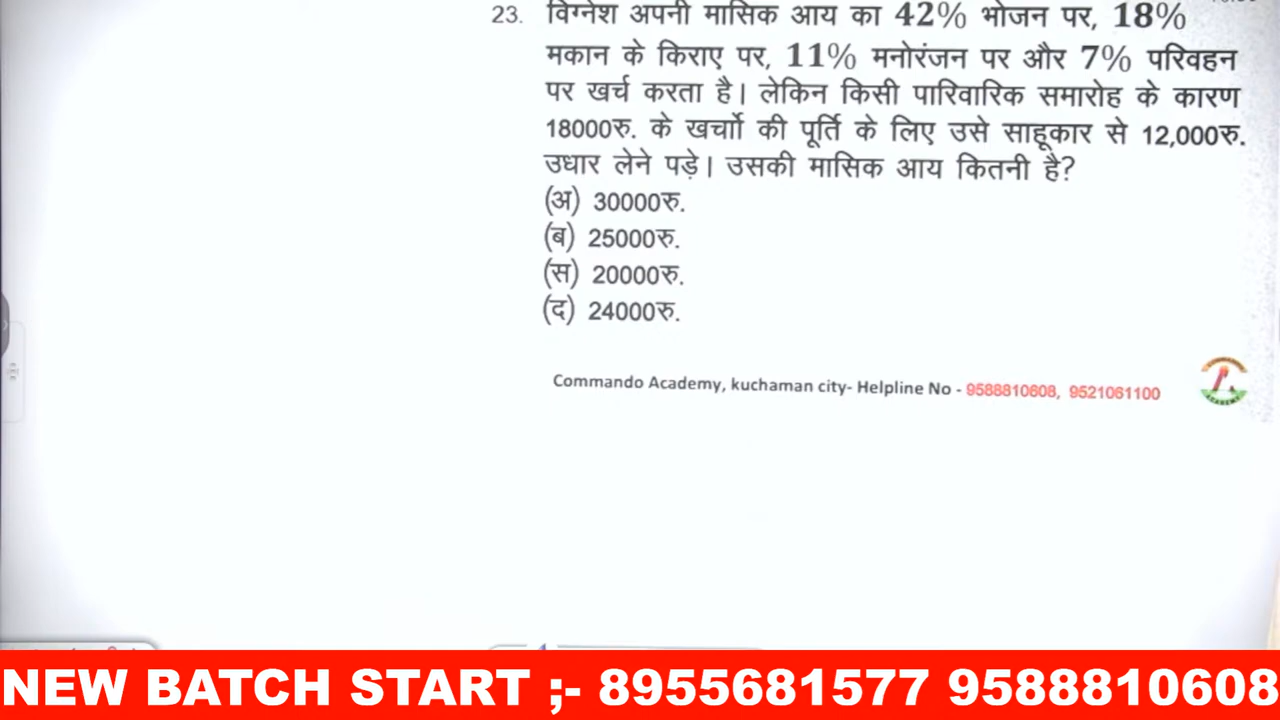 23. विग्नेश अपनी मासिक आय का 42% भोजन पर, 18%
मकान के किराए पर, 11% मनोरंजन पर और 7% परिवहन
पर खर्च करता है। लेकिन किसी पारिवारिक समारोह के कारण
18000रु. के खर्चाो की पूर्ति के लिए उसे साहूकार से 12,000रु.
उधार लेने पड़े। उसकी मासिक आय कितनी है?
(अ) 30000रु.
(ब) 25000रु.
(स) 20000रु.
(द) 24000रु.
Commando Academy, kuchaman city- Helpline No - 9588810608, 9521061100
NEW BATCH START ;- 8955681577 9588810608